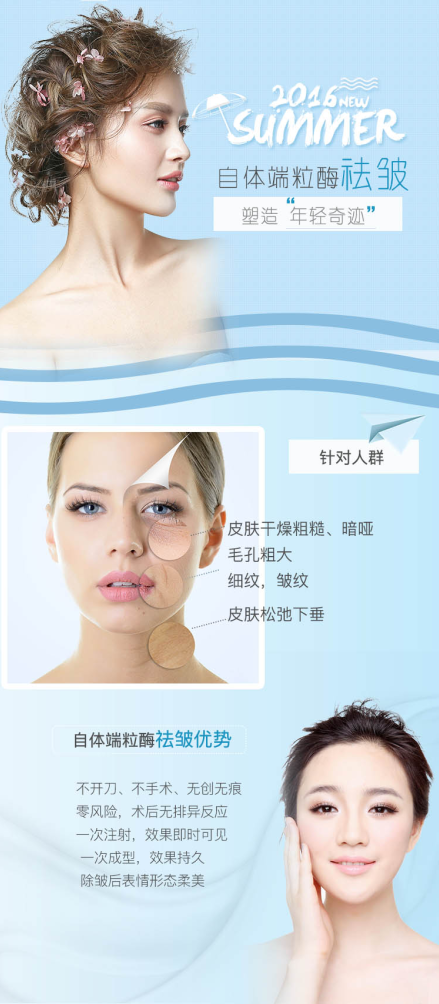 2016 NEW
SUMMER
自体端粒酶祛皱
塑造“年轻奇迹”
针对人群
皮肤干燥粗糙、暗哑
毛孔粗大
细纹，皱纹
皮肤松弛下垂
自体端粒酶祛皱优势
不开刀、不手术、无创无痕
零风险，术后无排异反应
一次注射，效果即时可见
一次成型，效果持久
除皱后表情形态柔美